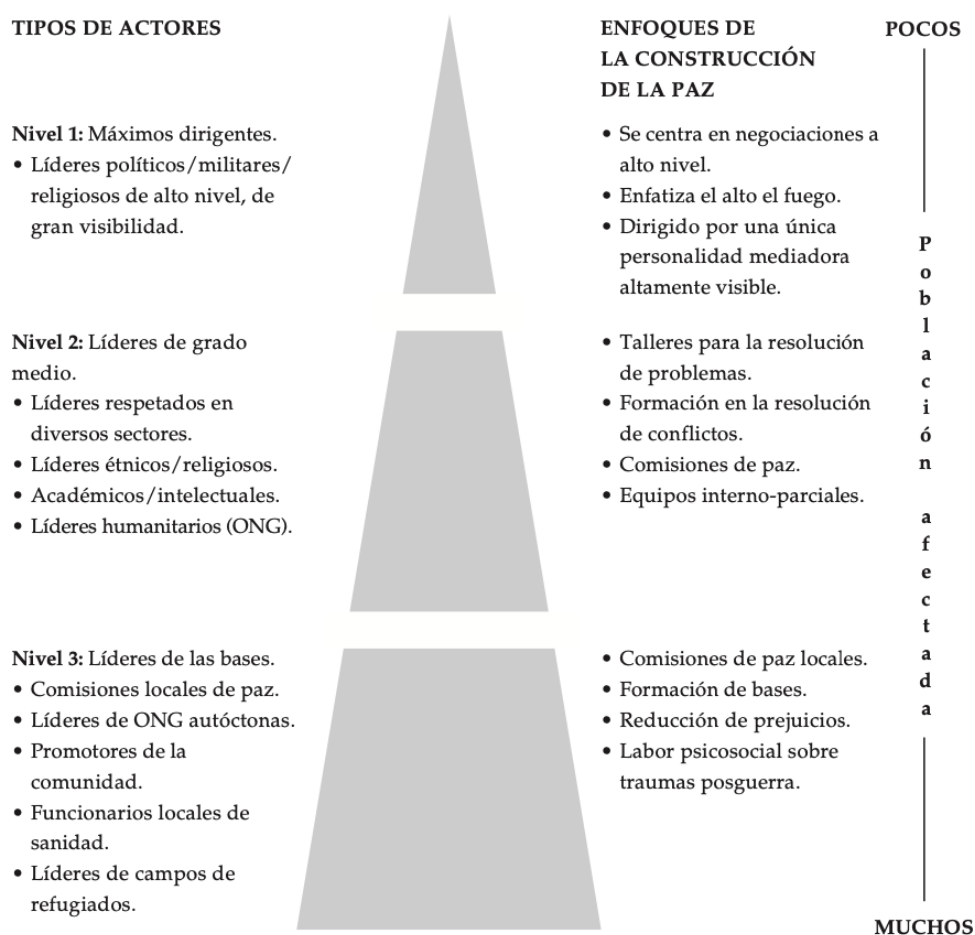 TIPOS DE ACTORES
Nivel 1: Máximos dirigentes.
• Líderes políticos/militares/
religiosos de alto nivel, de
gran visibilidad.
Nivel 2: Líderes de grado
medio.
• Líderes respetados en
diversos sectores.
• Líderes étnicos/religiosos.
• Académicos/intelectuales.
• Líderes humanitarios (ONG).
Nivel 3: Líderes de las bases.
• Comisiones locales de paz.
• Líderes de ONG autóctonas.
• Promotores de la
comunidad.
• Funcionarios locales de
sanidad.
• Líderes de campos de
refugiados.
ENFOQUES DE
LA CONSTRUCCIÓN
DE LA PAZ
• Se centra en negociaciones a
alto nivel.
• Enfatiza el alto el fuego.
• Dirigido por una única
personalidad mediadora
altamente visible.
• Talleres para la resolución
de problemas.
• Formación en la resolución
de conflictos.
• Comisiones de paz.
• Equipos interno-parciales.
• Comisiones de paz locales.
• Formación de bases.
• Reducción de prejuicios.
• Labor psicosocial sobre
traumas posguerra.
POCOS
Población afectada
MUCHOS